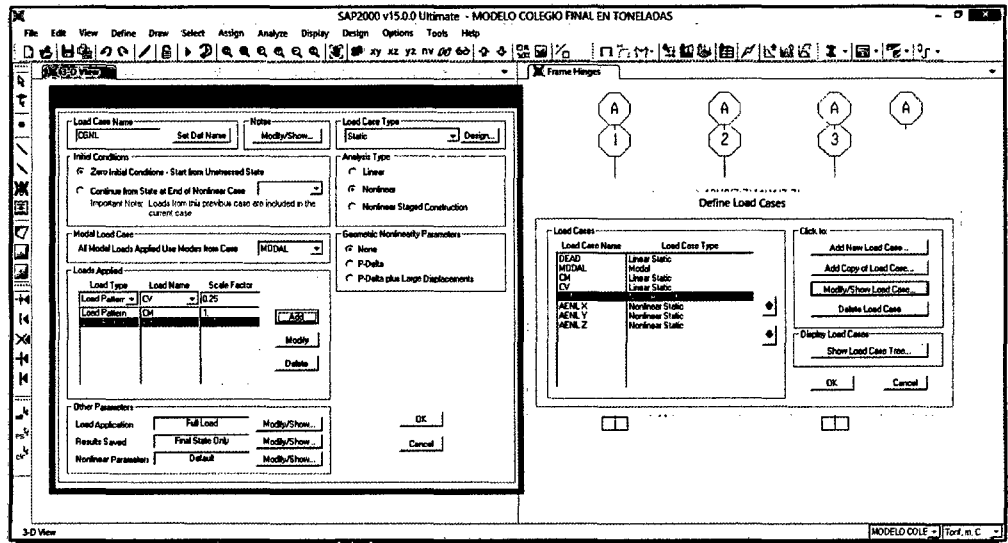 SAP2000 v15.0.0 Ultimate - MODELO COLEGIO FINAL EN TONELADAS
File Edit View Define Draw Select Assign Analyze Display Design Options Tools Help
xy xz yz nv
3-D View
Frame Hinges
Load Case Name
CGNL
Set Def Name
Notes
Modify/Show...
Load Case Type
Static
Design...
Initial Conditions
Zero Initial Conditions - Start from Unstressed State
Continue from State at End of Nonlinear Case
Important Note: Loads from this previous case are included in the
current case
Analysis Type
Linear
Nonlinear
Nonlinear Staged Construction
Modal Load Case
All Modal Loads Applied Use Modes from Case
MODAL
Geometric Nonlinearity Parameters
None
P-Delta
P-Delta plus Large Displacements
Loads Applied
Load Type Load Name Scale Factor
Load Pattern CV 0.25
Load Pattern CM 1.
Add
Modify
Delete
Other Parameters
Load Application Full Load Modify/Show...
Results Saved Final State Only Modify/Show...
Nonlinear Parameters Default Modify/Show...
OK
Cancel
A A A A
1 2 3
Define Load Cases
Load Cases
Load Case Name Load Case Type
DEAD Linear Static
MODAL Modal
CM Linear Static
CV Linear Static
AENL X Nonlinear Static
AENL Y Nonlinear Static
AENL Z Nonlinear Static
Click to:
Add New Load Case...
Add Copy of Load Case...
Modify/Show Load Case...
Delete Load Case
Display Load Cases
Show Load Case Tree...
OK Cancel
3-D View
MODELO COLE
Tonf, m, C